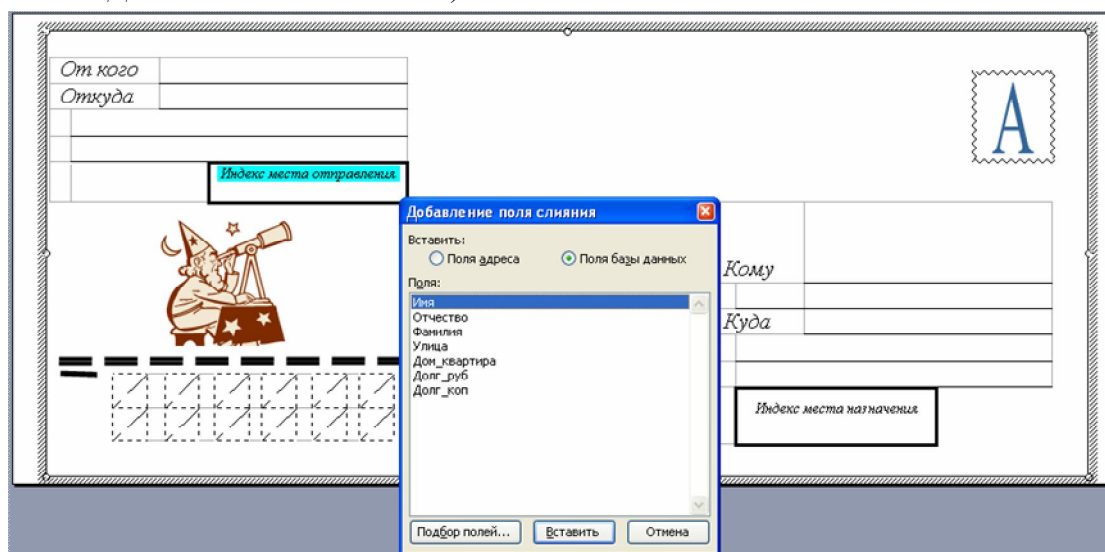 От кого
Откуда
Индекс места отправления
А
Добавление поля слияния
Вставить:
Поля адреса Поля базы данных
Поля:
Имя
Отчество
Фамилия
Улица
Дом_квартира
Долг_руб
Долг_коп
Подбор полей... Вставить Отмена
Кому
Куда
Индекс места назначения